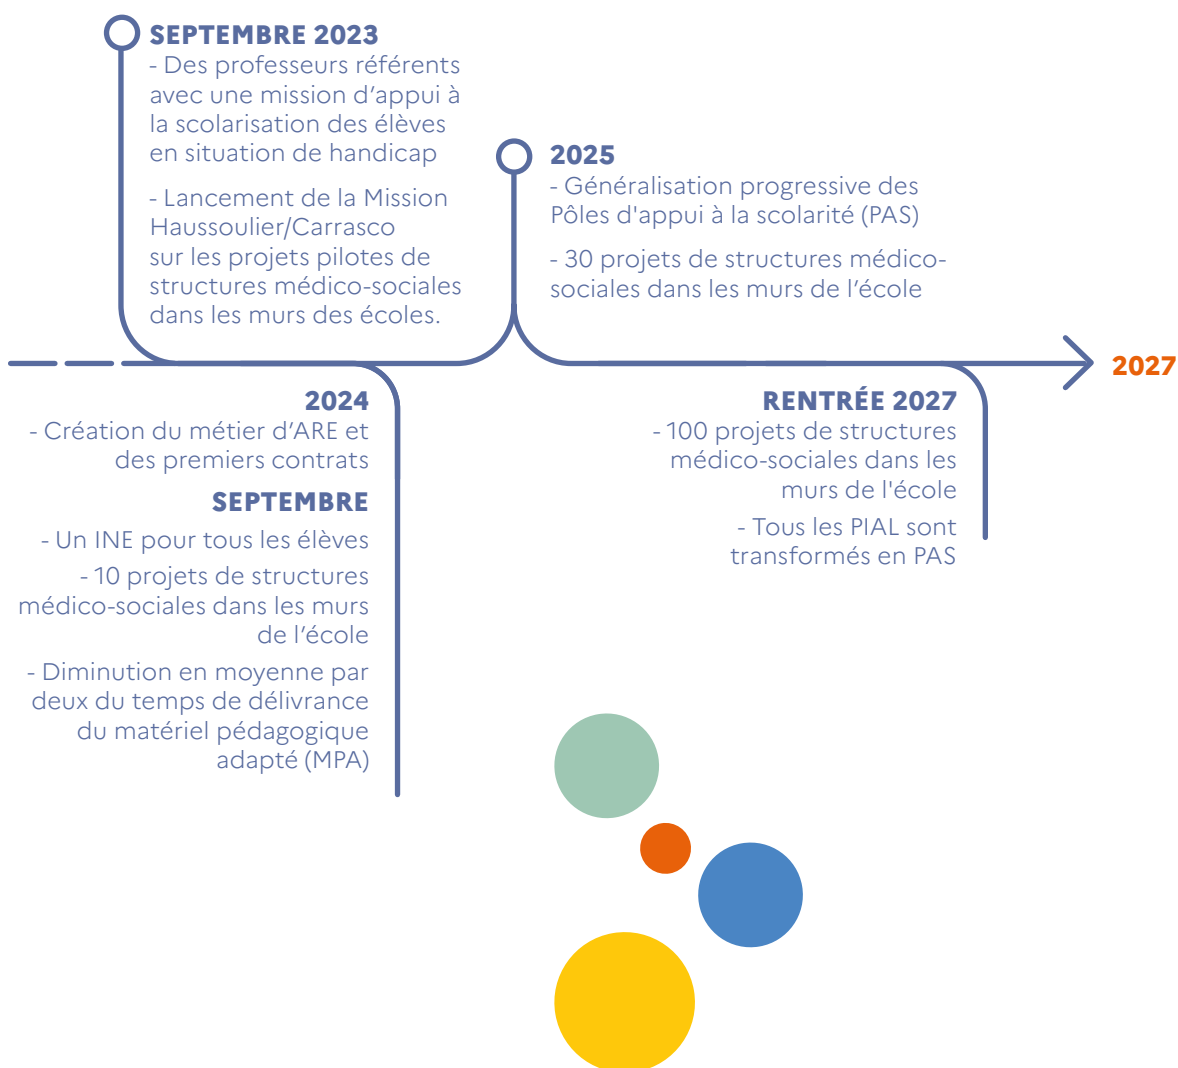 SEPTEMBRE 2023
- Des professeurs référents
avec une mission d’appui à
la scolarisation des élèves
en situation de handicap
- Lancement de la Mission
Haussoulier/Carrasco
sur les projets pilotes de
structures médico-sociales
dans les murs des écoles.
2025
- Généralisation progressive des
Pôles d'appui à la scolarité (PAS)
- 30 projets de structures médico-
sociales dans les murs de l’école
2027
2024
- Création du métier d’ARE et
des premiers contrats
SEPTEMBRE
- Un INE pour tous les élèves
- 10 projets de structures
médico-sociales dans les murs
de l’école
- Diminution en moyenne par
deux du temps de délivrance
du matériel pédagogique
adapté (MPA)
RENTRÉE 2027
- 100 projets de structures
médico-sociales dans les
murs de l'école
- Tous les PIAL sont
transformés en PAS